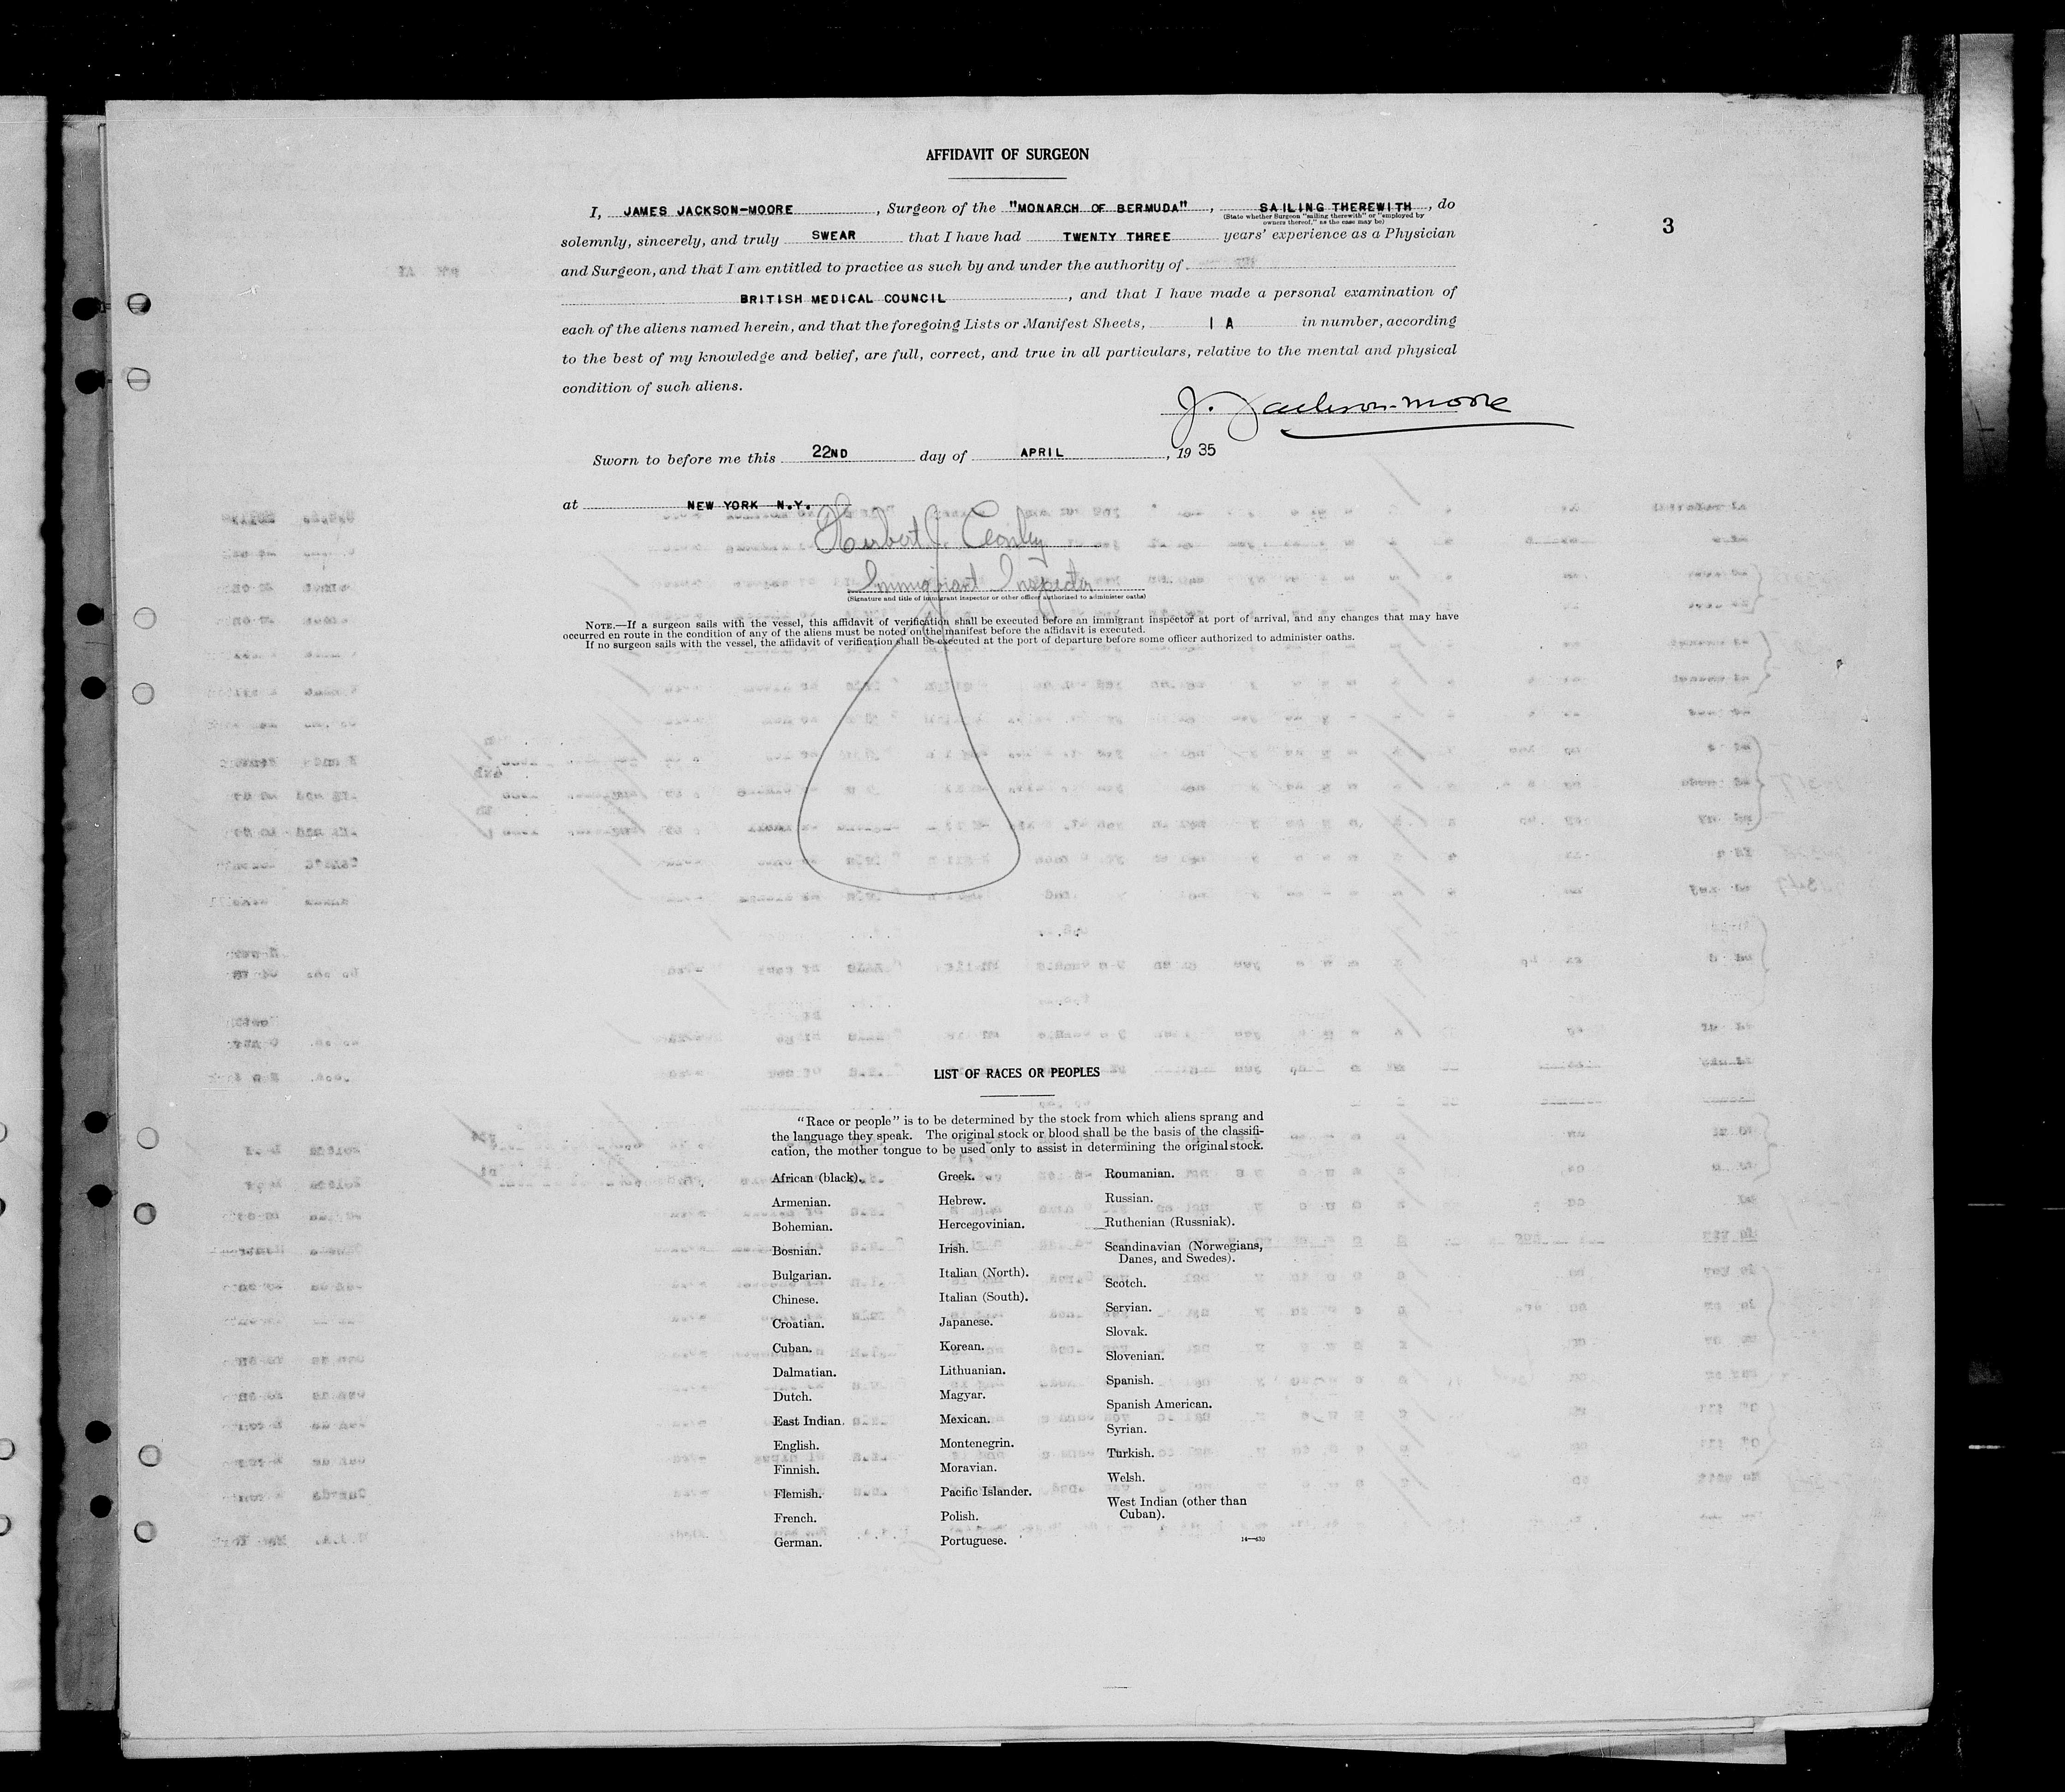 AFFIDAVIT OF SURGEON
3
I, JAMES JACKSON-MOORE, Surgeon of the "MONARCH OF BERMUDA", SAILING THEREWITH, do
(State whether Surgeon "sailing therewith" or "employed by
owners thereof," as the case may be)
solemnly, sincerely, and truly SWEAR that I have had TWENTY THREE years' experience as a Physician
and Surgeon, and that I am entitled to practice as such by and under the authority of
BRITISH MEDICAL COUNCIL, and that I have made a personal examination of
each of the aliens named herein, and that the foregoing Lists or Manifest Sheets, I A in number, according
to the best of my knowledge and belief, are full, correct, and true in all particulars, relative to the mental and physical
condition of such aliens.
J. Jackson-Moore
Sworn to before me this 22ND day of APRIL, 19 35
at NEW YORK N.Y.
Herbert J.
Immigrant Inspector
(Signature and title of immigrant inspector or other officer authorized to administer oaths)
NOTE.—If a surgeon sails with the vessel, this affidavit of verification shall be executed before an immigrant inspector at port of arrival, and any changes that may have
occurred en route in the condition of any of the aliens must be noted on the manifest before the affidavit is executed.
If no surgeon sails with the vessel, the affidavit of verification shall be executed at the port of departure before some officer authorized to administer oaths.
LIST OF RACES OR PEOPLES
"Race or people" is to be determined by the stock from which aliens sprang and
the language they speak. The original stock or blood shall be the basis of the classifi-
cation, the mother tongue to be used only to assist in determining the original stock.
African (black).
Armenian.
Bohemian.
Bosnian.
Bulgarian.
Chinese.
Croatian.
Cuban.
Dalmatian.
Dutch.
East Indian.
English.
Finnish.
Flemish.
French.
German.
Greek.
Hebrew.
Hercegovinian.
Irish.
Italian (North).
Italian (South).
Japanese.
Korean.
Lithuanian.
Magyar.
Mexican.
Montenegrin.
Moravian.
Pacific Islander.
Polish.
Portuguese.
Roumanian.
Russian.
Ruthenian (Russniak).
Scandinavian (Norwegians,
Danes, and Swedes).
Scotch.
Servian.
Slovak.
Slovenian.
Spanish.
Spanish American.
Syrian.
Turkish.
Welsh.
West Indian (other than
Cuban).
14—430